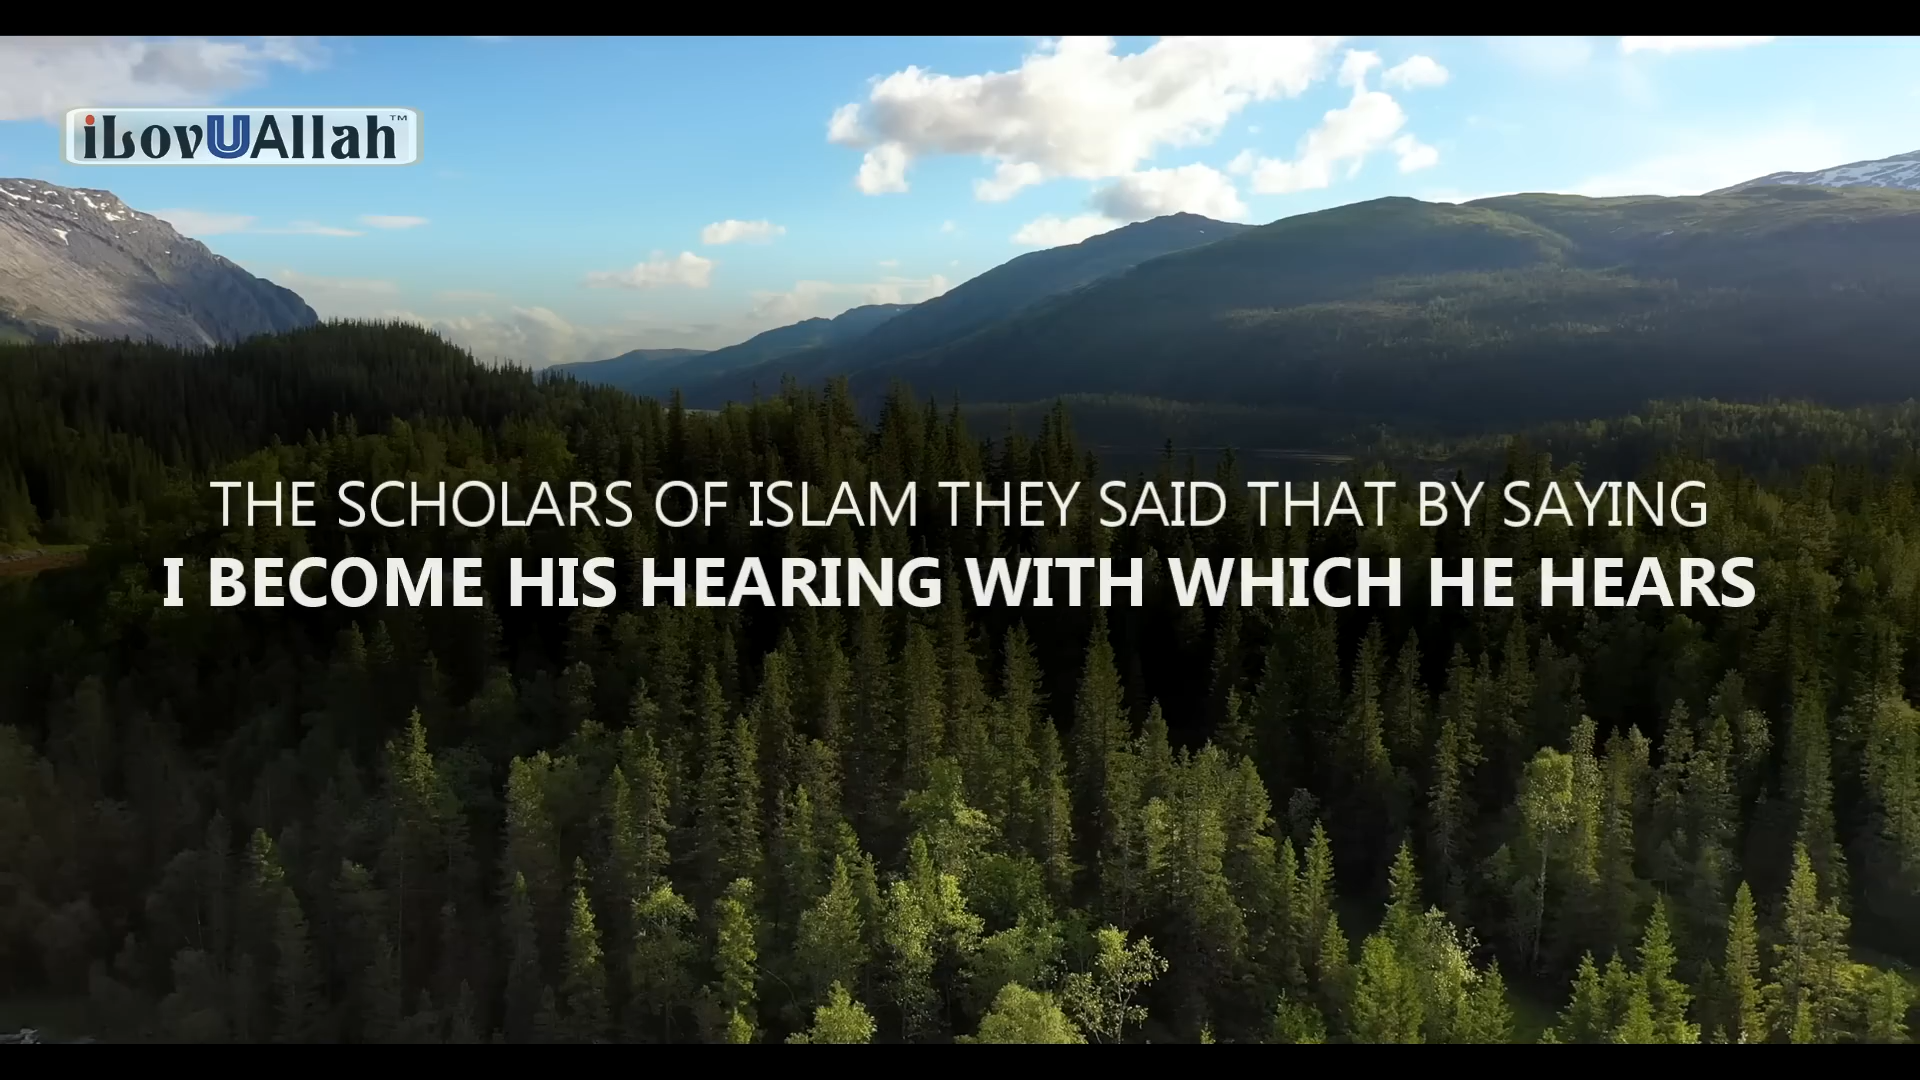 iLovUAllah™
THE SCHOLARS OF ISLAM THEY SAID THAT BY SAYING
I BECOME HIS HEARING WITH WHICH HE HEARS